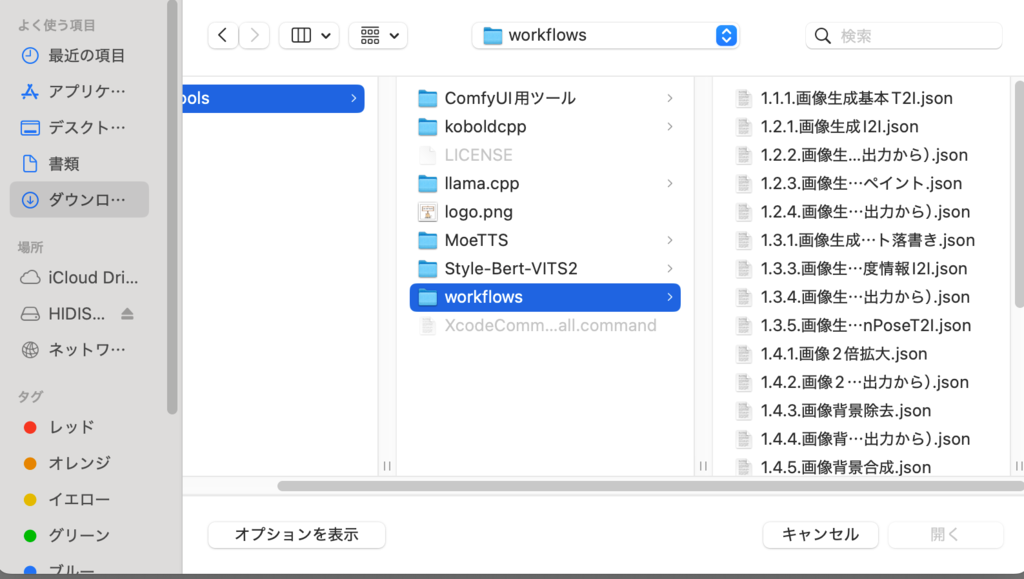 よく使う項目
最近の項目
アプリケ…
デスクト…
書類
ダウンロ…
場所
iCloud Dri...
HIDIS...
ネットワ…
タグ
レッド
オレンジ
イエロー
グリーン
ブルー
workflows
検索
ools
ComfyUI用ツール
koboldcpp
LICENSE
llama.cpp
logo.png
MoeTTS
Style-Bert-VITS2
workflows
XcodeComm...all.command
1.1.1.画像生成基本T2I.json
1.2.1.画像生成I2I.json
1.2.2.画像生...出力から).json
1.2.3.画像生…ペイント.json
1.2.4.画像生…出力から).json
1.3.1.画像生成…ト落書き.json
1.3.3.画像生…度情報I2I.json
1.3.4.画像生…出力から).json
1.3.5.画像生…nPoseT2I.json
1.4.1.画像２倍拡大.json
1.4.2.画像２…出力から).json
1.4.3.画像背景除去.json
1.4.4.画像背…出力から).json
1.4.5.画像背景合成.json
オプションを表示
キャンセル
開く